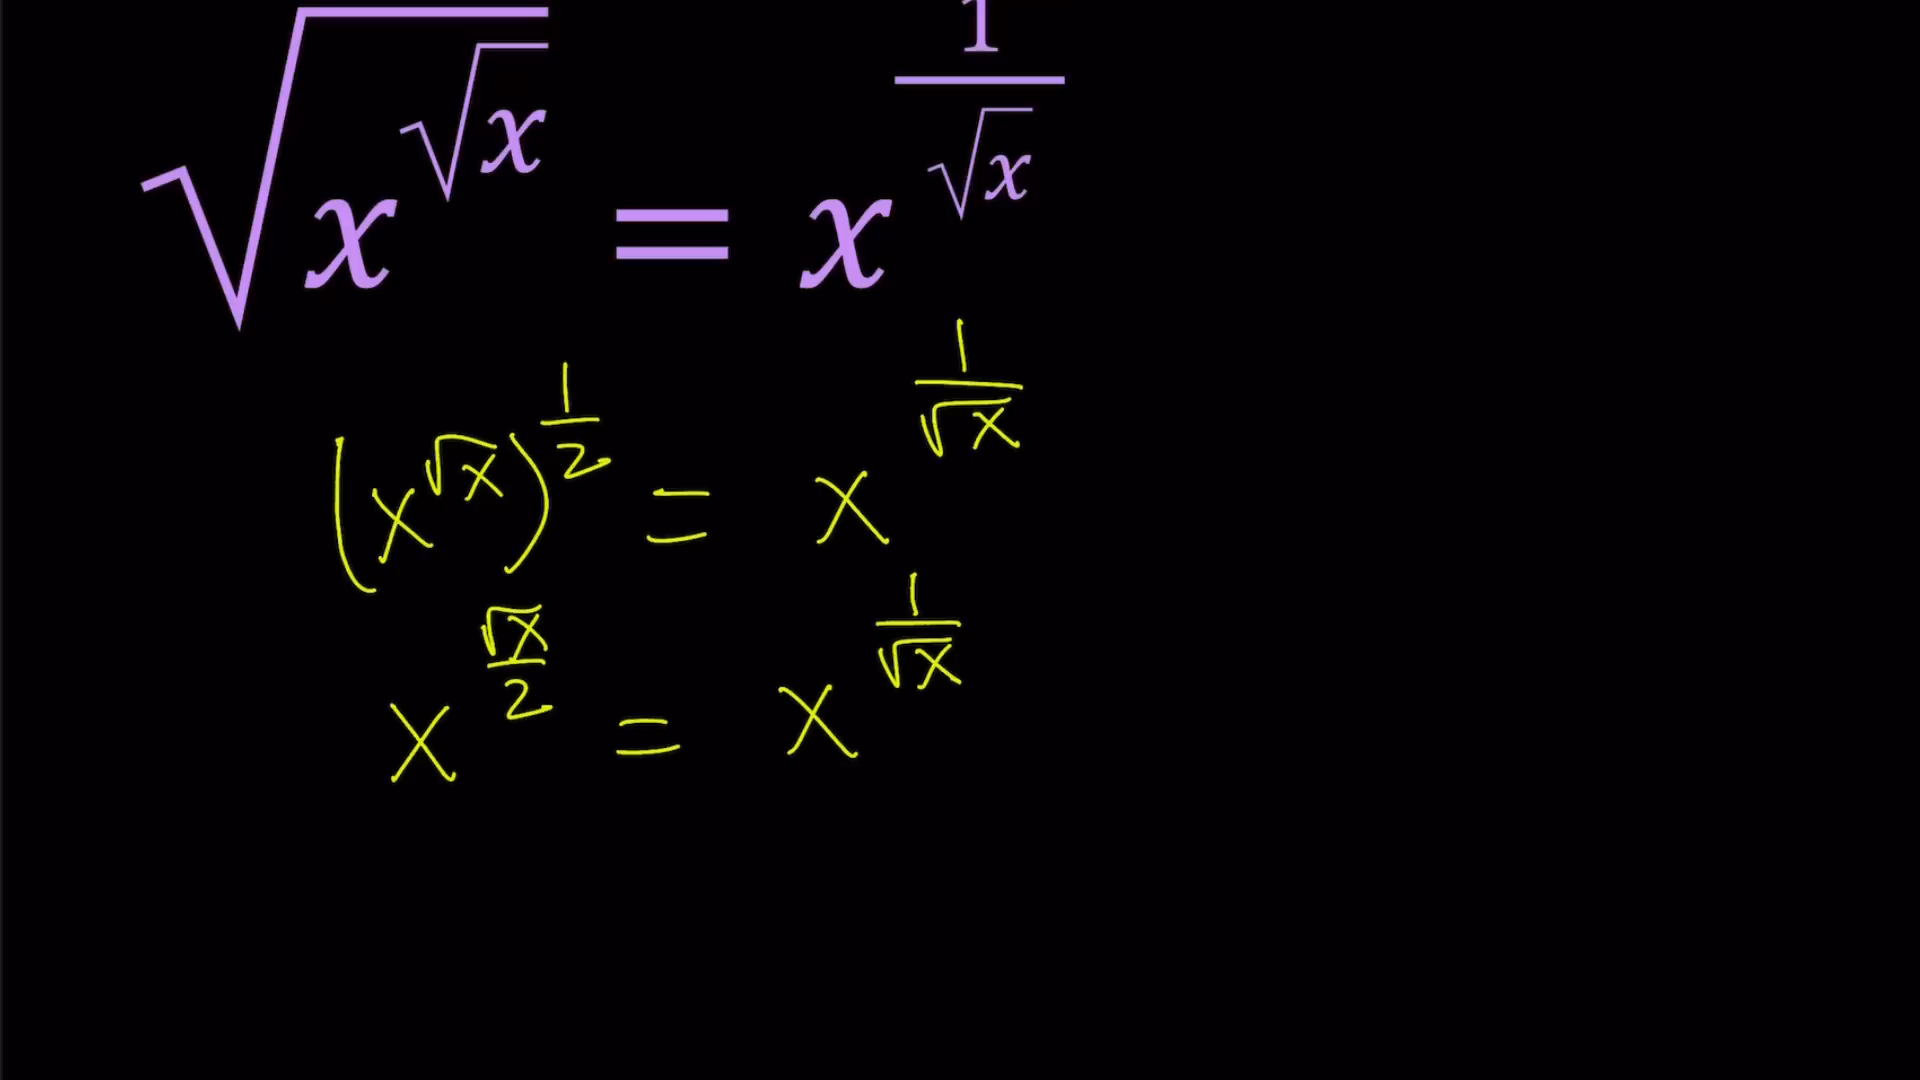 √(x^√x) = x^(1/√x)
(x^√x)^(1/2) = x^(1/√x)
x^(√x/2) = x^(1/√x)